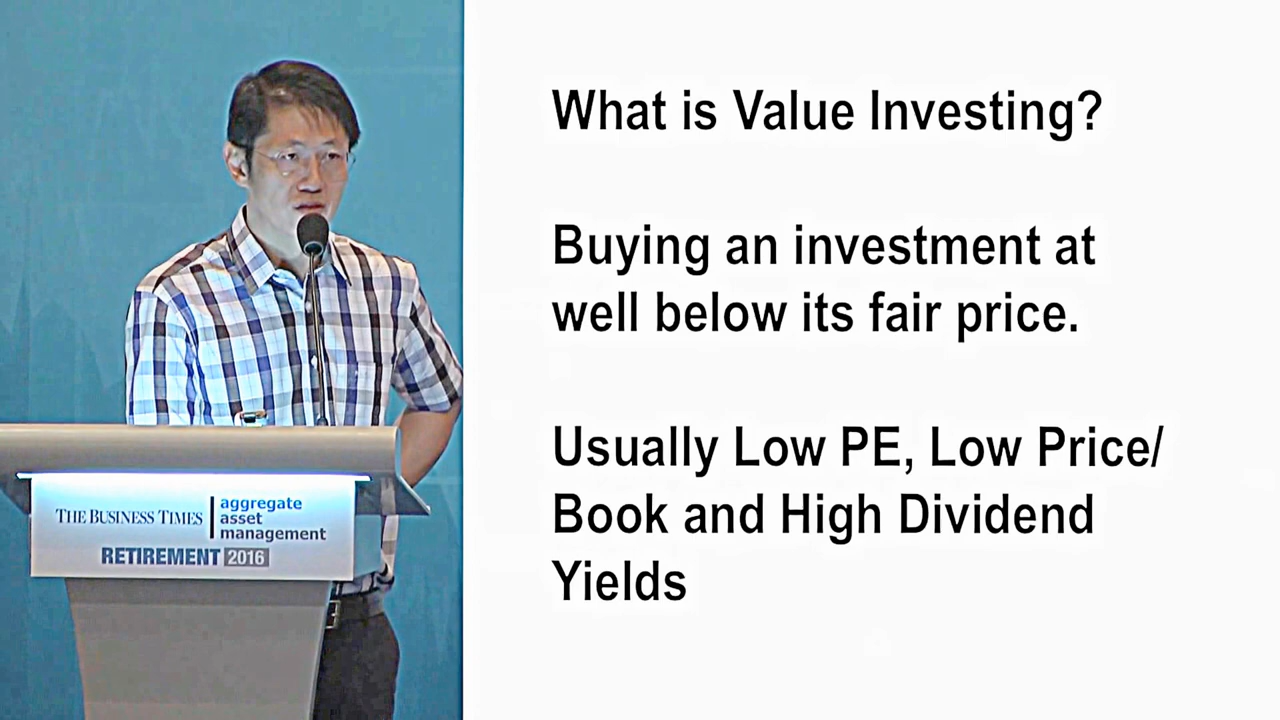 What is Value Investing?
Buying an investment at
well below its fair price.
Usually Low PE, Low Price/
Book and High Dividend
Yields
THE BUSINESS TIMES
aggregate
asset
management
RETIREMENT 2016